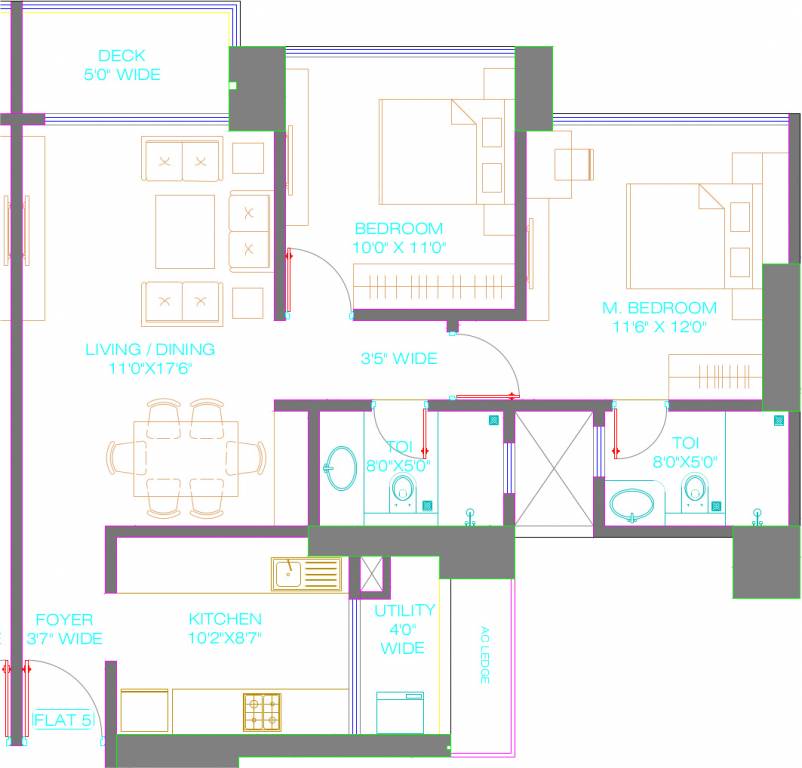 DECK
5'0" WIDE
BEDROOM
10'0" X 11'0"
M. BEDROOM
11'6" X 12'0"
LIVING / DINING
11'0"X17'6"
3'5" WIDE
TOI
8'0"X5'0"
TOI
8'0"X5'0"
FOYER
3'7" WIDE
KITCHEN
10'2"X8'7"
UTILITY
4'0"
WIDE
AC LEDGE
FLAT 5